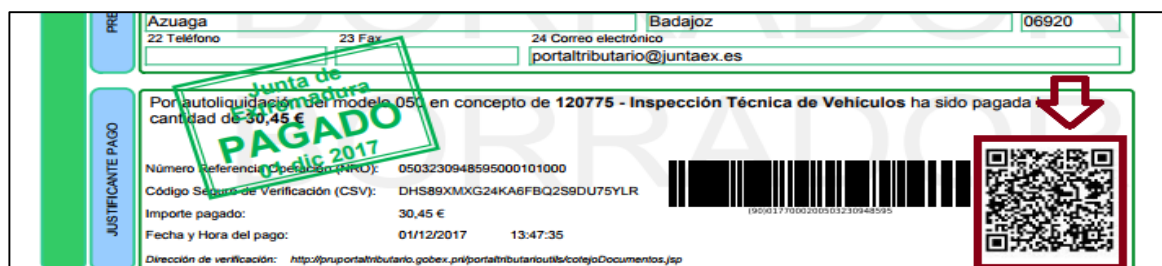 Azuaga Badajoz 06920
22 Teléfono 23 Fax 24 Correo electrónico
portaltributario@juntaex.es
JUSTIFICANTE PAGO
Por autoliquidación del modelo 050 en concepto de 120775 - Inspección Técnica de Vehículos ha sido pagada
cantidad de 30,45 €
Junta de
Extremadura
PAGADO
01 dic 2017
Número Referencia Operación (NRO): 0503230948595000101000
Código Seguro de Verificación (CSV): DHS89XMXG24KA6FBQ2S9DU75YLR
(90)0177000200503230948595
Importe pagado: 30,45 €
Fecha y Hora del pago: 01/12/2017 13:47:35
Dirección de verificación: http://pruportaltributario.gobex.pri/portaltributarioutils/cotejoDocumentos.jsp
BORRADOR